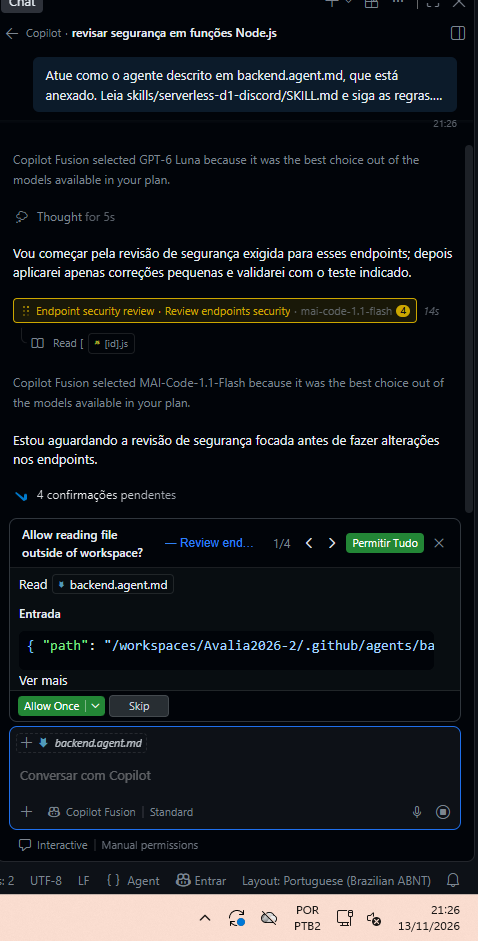 Chat
Copilot · revisar segurança em funções Node.js
Atue como o agente descrito em backend.agent.md, que está
anexado. Leia skills/serverless-d1-discord/SKILL.md e siga as regras....
21:26
Copilot Fusion selected GPT-6 Luna because it was the best choice out of the
models available in your plan.
Thought for 5s
Vou começar pela revisão de segurança exigida para esses endpoints; depois
aplicarei apenas correções pequenas e validarei com o teste indicado.
Endpoint security review · Review endpoints security · mai-code-1.1-flash 4 14s
Read [ [id].js
Copilot Fusion selected MAI-Code-1.1-Flash because it was the best choice out of
the models available in your plan.
Estou aguardando a revisão de segurança focada antes de fazer alterações
nos endpoints.
4 confirmações pendentes
Allow reading file
outside of workspace?
— Review end... 1/4 Permitir Tudo
Read backend.agent.md
Entrada
{ "path": "/workspaces/Avalia2026-2/.github/agents/ba
Ver mais
Allow Once Skip
backend.agent.md
Conversar com Copilot
Copilot Fusion Standard
Interactive Manual permissions
s: 2 UTF-8 LF { } Agent Entrar Layout: Portuguese (Brazilian ABNT)
POR 21:26
PTB2 13/11/2026